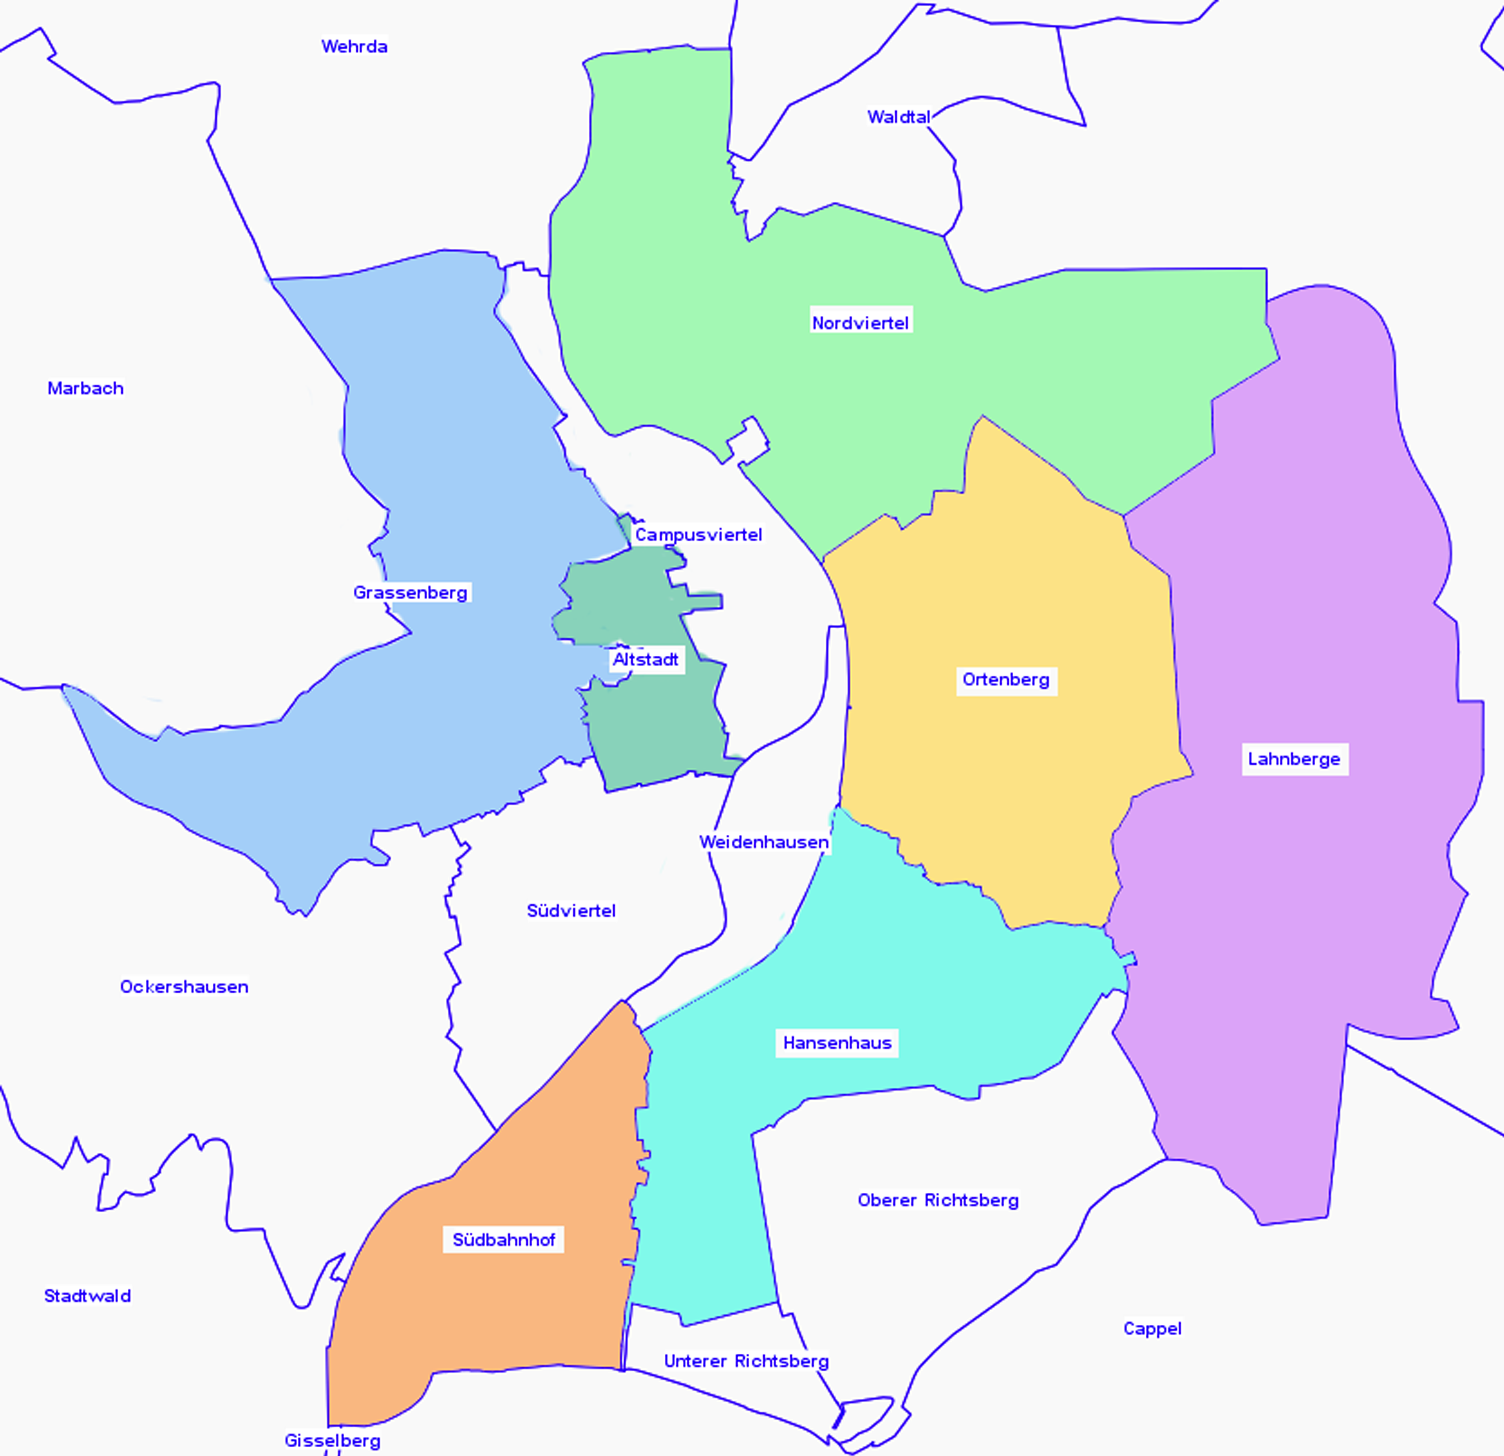 Wehrda
Waldtal
Nordviertel
Marbach
Campusviertel
Grassenberg
Altstadt
Ortenberg
Lahnberge
Weidenhausen
Südviertel
Ockershausen
Hansenhaus
Oberer Richtsberg
Südbahnhof
Stadtwald
Cappel
Unterer Richtsberg
Gisselberg